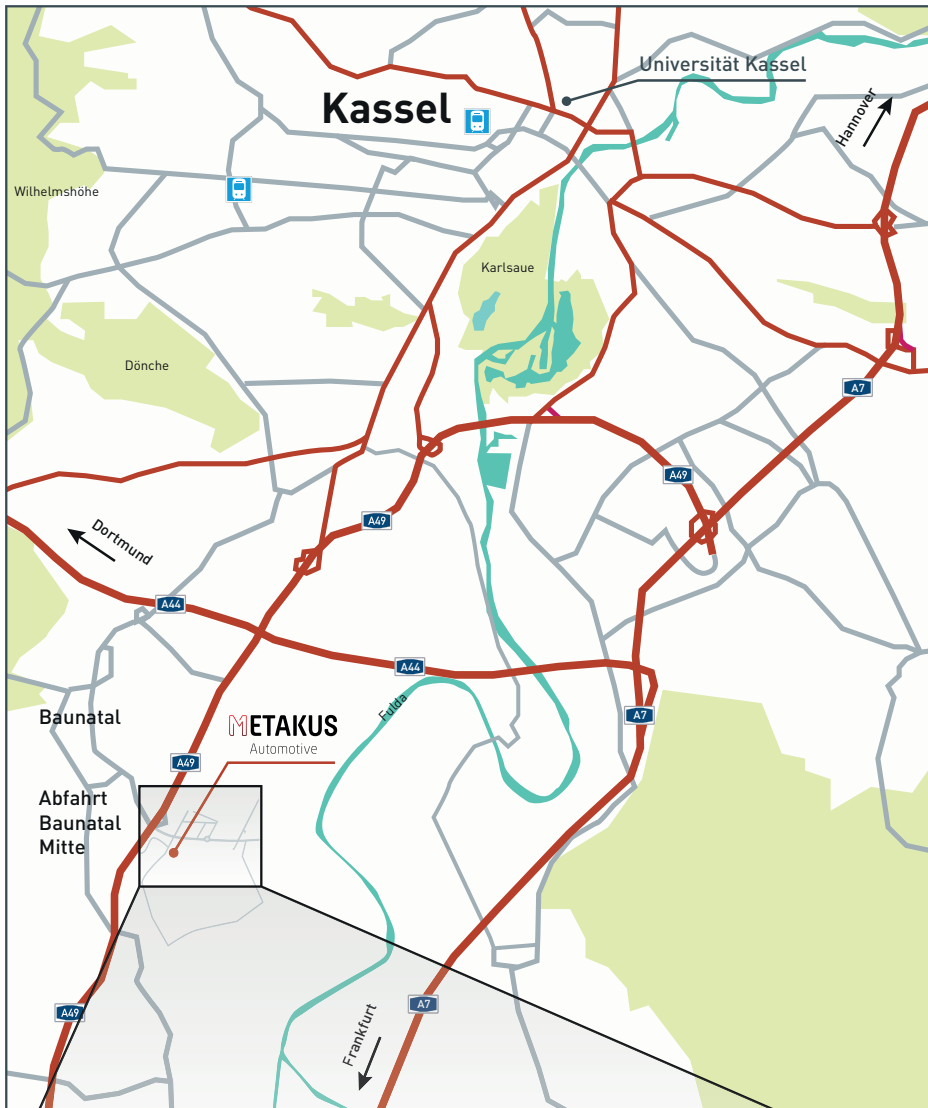 Universität Kassel
Kassel
Hannover
Wilhelmshöhe
Karlsaue
Dönche
A7
A49
A49
Dortmund
A44
A44
Fulda
Baunatal
A7
METAKUS
Automotive
A49
Abfahrt
Baunatal
Mitte
A7
A49
Frankfurt